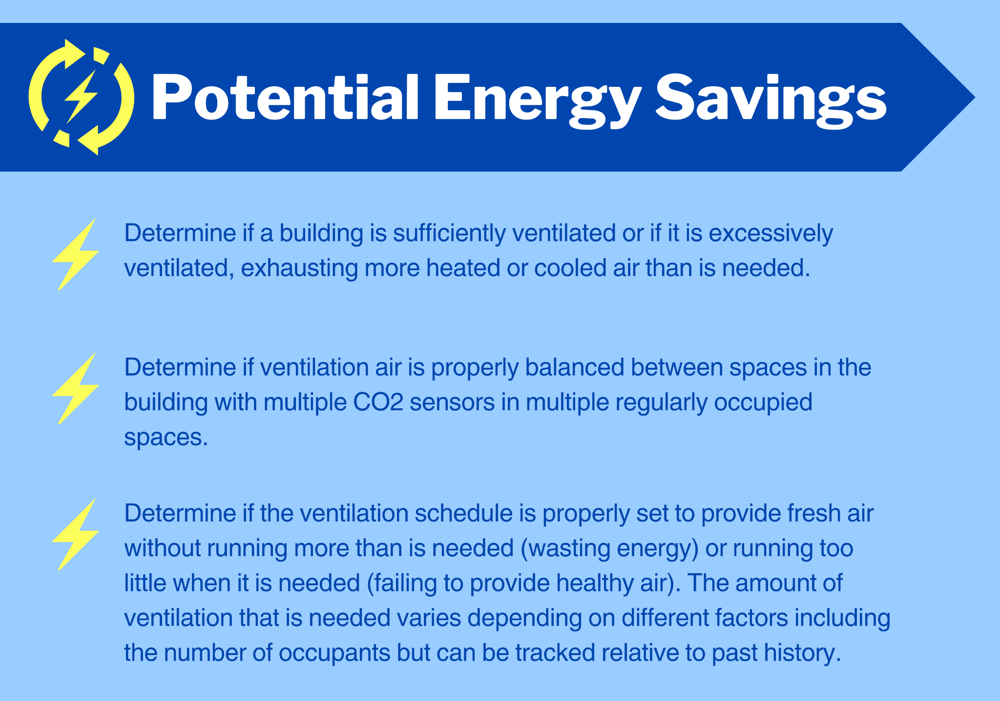 Potential Energy Savings
Determine if a building is sufficiently ventilated or if it is excessively
ventilated, exhausting more heated or cooled air than is needed.
Determine if ventilation air is properly balanced between spaces in the
building with multiple CO2 sensors in multiple regularly occupied
spaces.
Determine if the ventilation schedule is properly set to provide fresh air
without running more than is needed (wasting energy) or running too
little when it is needed (failing to provide healthy air). The amount of
ventilation that is needed varies depending on different factors including
the number of occupants but can be tracked relative to past history.